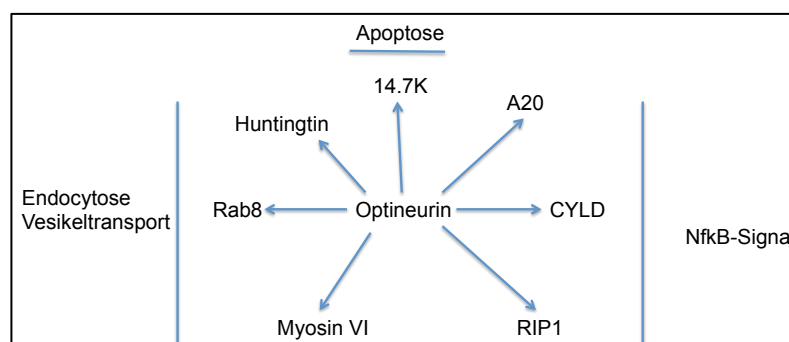 Apoptose
14.7K
A20
Huntingtin
Endocytose
Vesikeltransport
Rab8
Optineurin
CYLD
NfkB-Signa
Myosin VI
RIP1